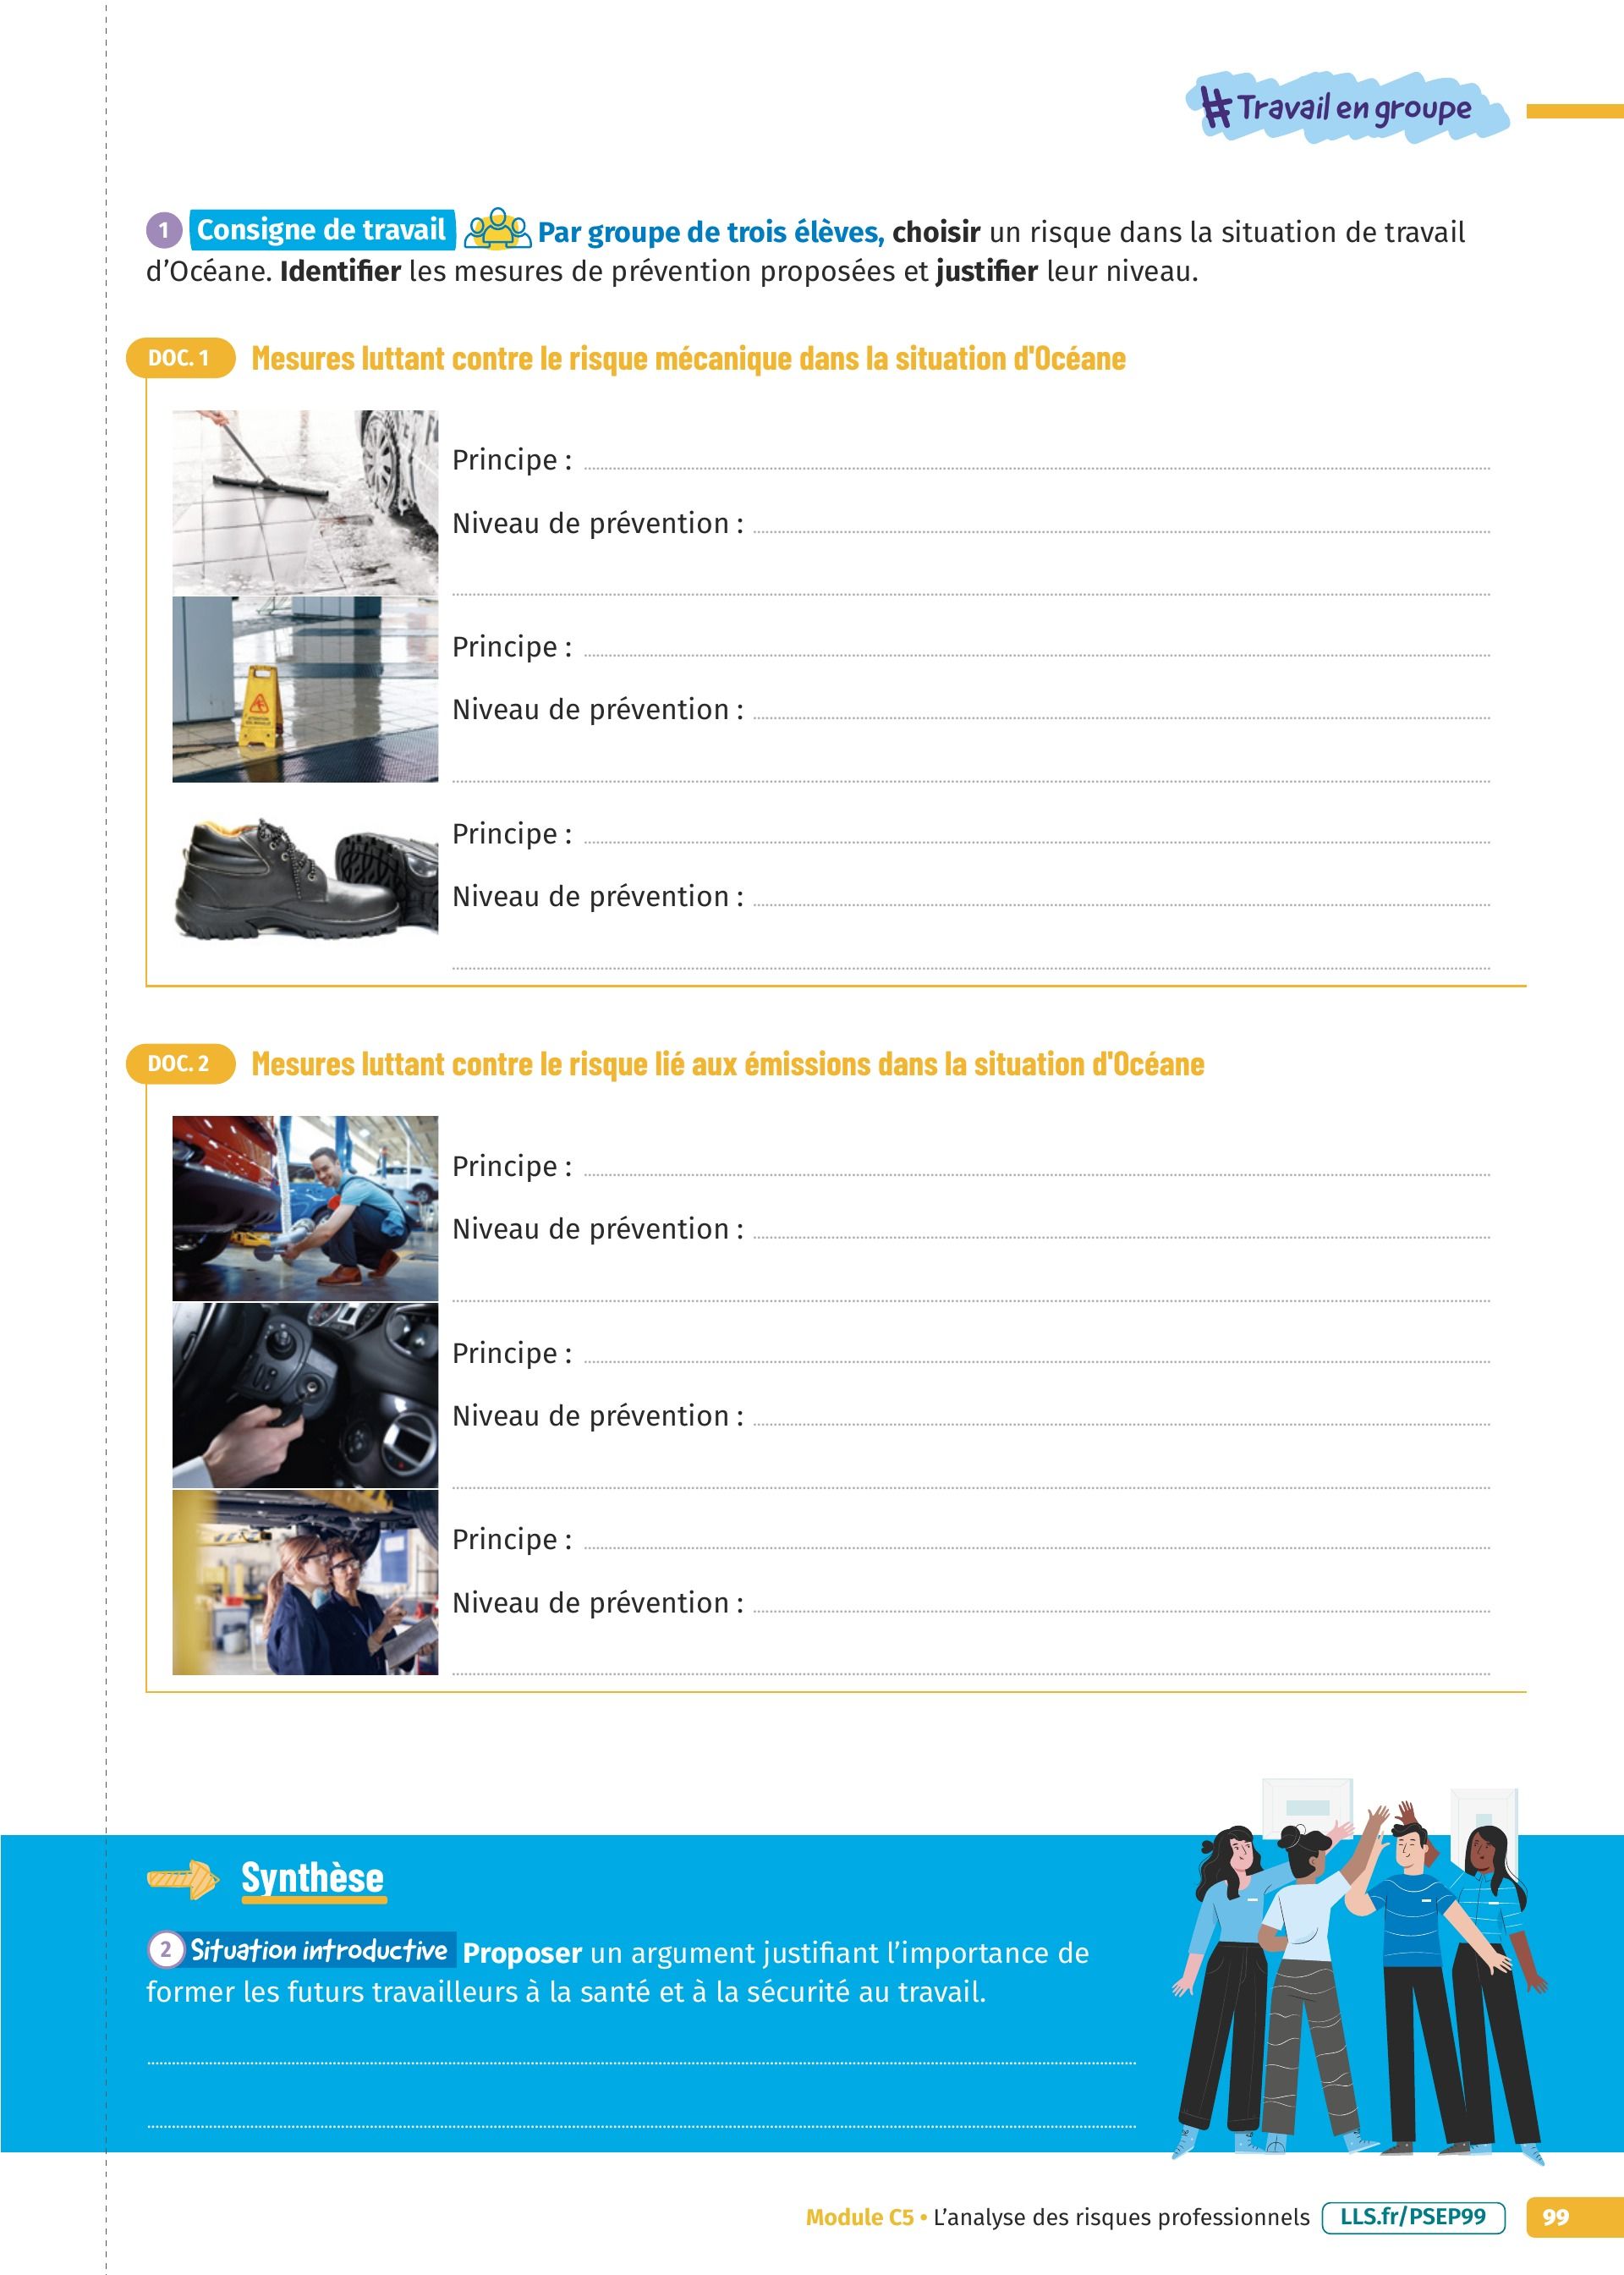 #Travail en groupe
1 Consigne de travail Par groupe de trois élèves, choisir un risque dans la situation de travail
d’Océane. Identifier les mesures de prévention proposées et justifier leur niveau.
DOC. 1 Mesures luttant contre le risque mécanique dans la situation d'Océane
Principe :
Niveau de prévention :
Principe :
Niveau de prévention :
Principe :
Niveau de prévention :
DOC. 2 Mesures luttant contre le risque lié aux émissions dans la situation d'Océane
Principe :
Niveau de prévention :
Principe :
Niveau de prévention :
Principe :
Niveau de prévention :
Synthèse
2 Situation introductive Proposer un argument justifiant l’importance de
former les futurs travailleurs à la santé et à la sécurité au travail.
Module C5 • L’analyse des risques professionnels LLS.fr/PSEP99 99